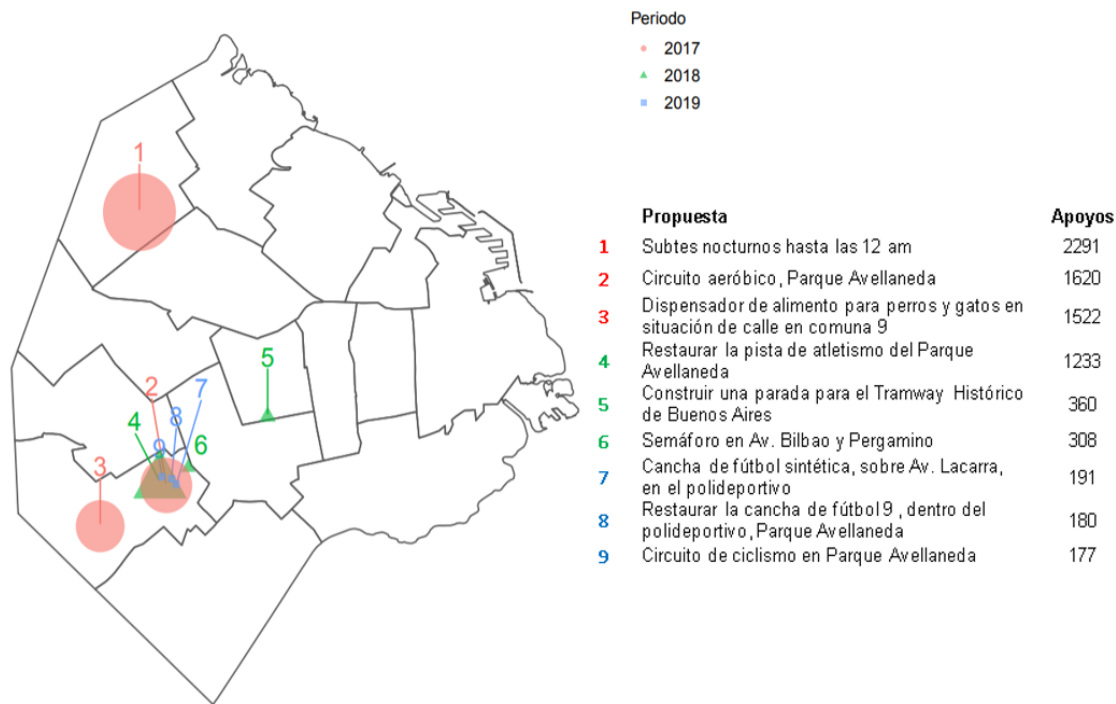 Periodo
2017
2018
2019
1
2
3
4
5
6
7
8
9
Propuesta Apoyos
1 Subtes nocturnos hasta las 12 am 2291
2 Circuito aeróbico, Parque Avellaneda 1620
3 Dispensador de alimento para perros y gatos en
situación de calle en comuna 9 1522
4 Restaurar la pista de atletismo del Parque
Avellaneda 1233
5 Construir una parada para el Tramway Histórico
de Buenos Aires 360
6 Semáforo en Av. Bilbao y Pergamino 308
7 Cancha de fútbol sintética, sobre Av. Lacarra,
en el polideportivo 191
8 Restaurar la cancha de fútbol 9 , dentro del
polideportivo, Parque Avellaneda 180
9 Circuito de ciclismo en Parque Avellaneda 177